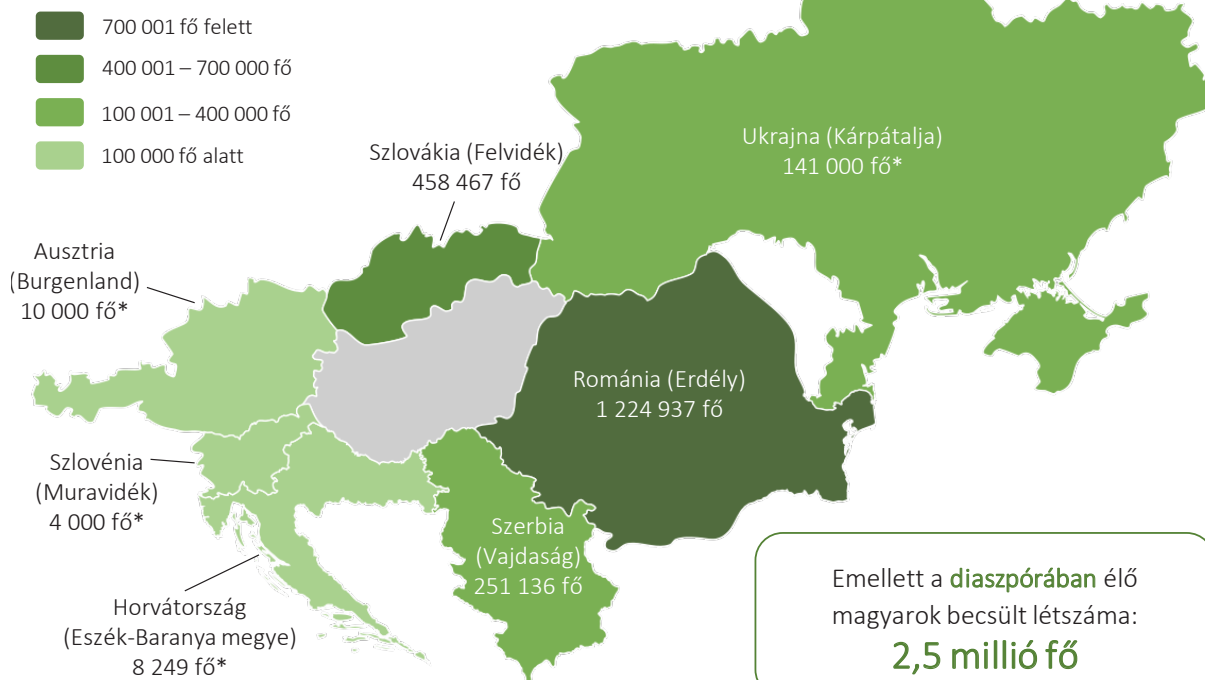 700 001 fő felett
400 001 – 700 000 fő
100 001 – 400 000 fő
100 000 fő alatt
Szlovákia (Felvidék)
458 467 fő
Ukrajna (Kárpátalja)
141 000 fő*
Ausztria
(Burgenland)
10 000 fő*
Románia (Erdély)
1 224 937 fő
Szlovénia
(Muravidék)
4 000 fő*
Szerbia
(Vajdaság)
251 136 fő
Horvátország
(Eszék-Baranya megye)
8 249 fő*
Emellett a diaszpórában élő
magyarok becsült létszáma:
2,5 millió fő